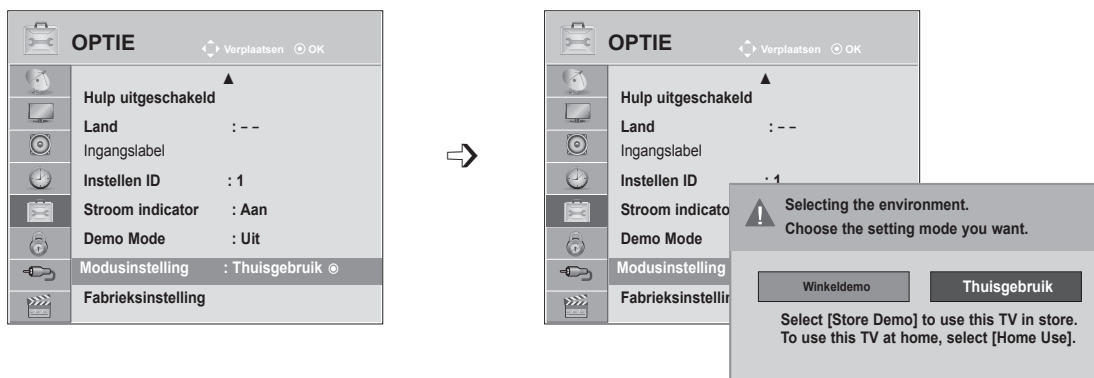 OPTIE Verplaatsen OK
Hulp uitgeschakeld
Land : – –
Ingangslabel
Instellen ID : 1
Stroom indicator : Aan
Demo Mode : Uit
Modusinstelling : Thuisgebruik
Fabrieksinstelling
OPTIE Verplaatsen OK
Hulp uitgeschakeld
Land : – –
Ingangslabel
Instellen ID : 1
Stroom indicato
Demo Mode
Modusinstelling
Fabrieksinstellin
Selecting the environment.
Choose the setting mode you want.
Winkeldemo Thuisgebruik
Select [Store Demo] to use this TV in store.
To use this TV at home, select [Home Use].